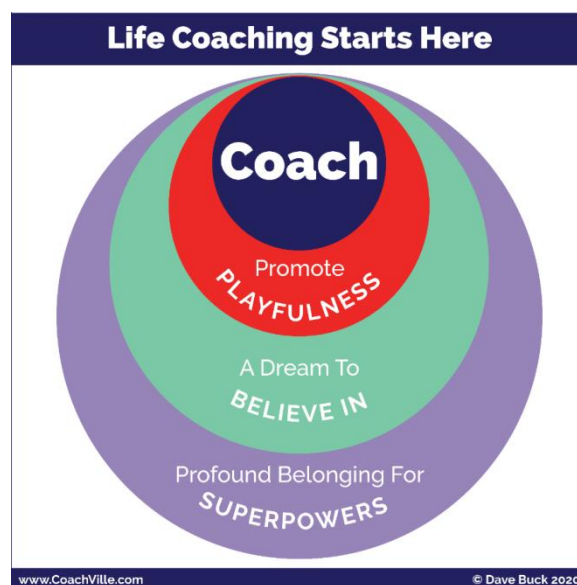 Life Coaching Starts Here
Coach
Promote
PLAYFULNESS
A Dream To
BELIEVE IN
Profound Belonging For
SUPERPOWERS
www.CoachVille.com
© Dave Buck 2020